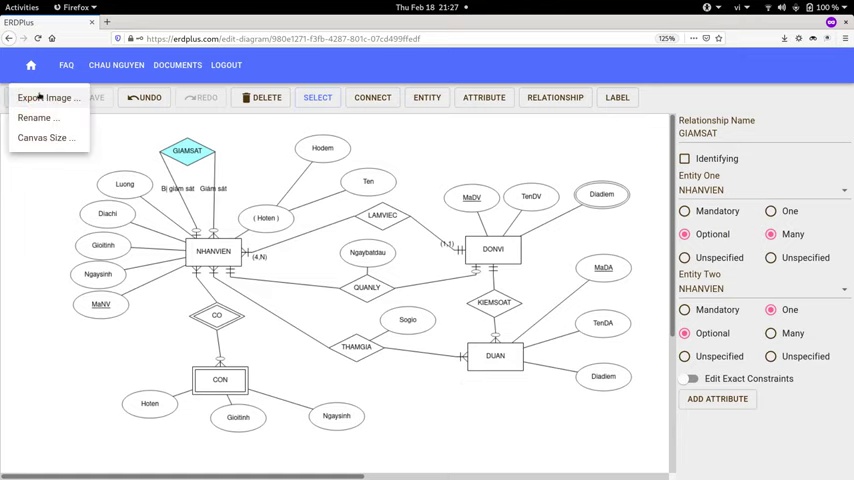 Activities
Firefox
Thu Feb 18 21:27
vi
100 %
ERDPlus
https://erdplus.com/edit-diagram/980e1271-f3fb-4287-801c-07cd499ffedf
125%
FAQ
CHAU NGUYEN
DOCUMENTS
LOGOUT
Export Image ...
Rename ...
Canvas Size ...
UNDO
REDO
DELETE
SELECT
CONNECT
ENTITY
ATTRIBUTE
RELATIONSHIP
LABEL
GIAMSAT
Hodem
Luong
Bị giám sát
Giám sát
Ten
Diachi
( Hoten )
LAMVIEC
MaDV
TenDV
Diadiem
Gioitinh
NHANVIEN
(4,N)
Ngaybatdau
(1,1)
DONVI
Ngaysinh
QUANLY
MaDA
MaNV
KIEMSOAT
CO
Sogio
TenDA
THAMGIA
DUAN
CON
Diadiem
Hoten
Gioitinh
Ngaysinh
Relationship Name
GIAMSAT
Identifying
Entity One
NHANVIEN
Mandatory
One
Optional
Many
Unspecified
Unspecified
Entity Two
NHANVIEN
Mandatory
One
Optional
Many
Unspecified
Unspecified
Edit Exact Constraints
ADD ATTRIBUTE